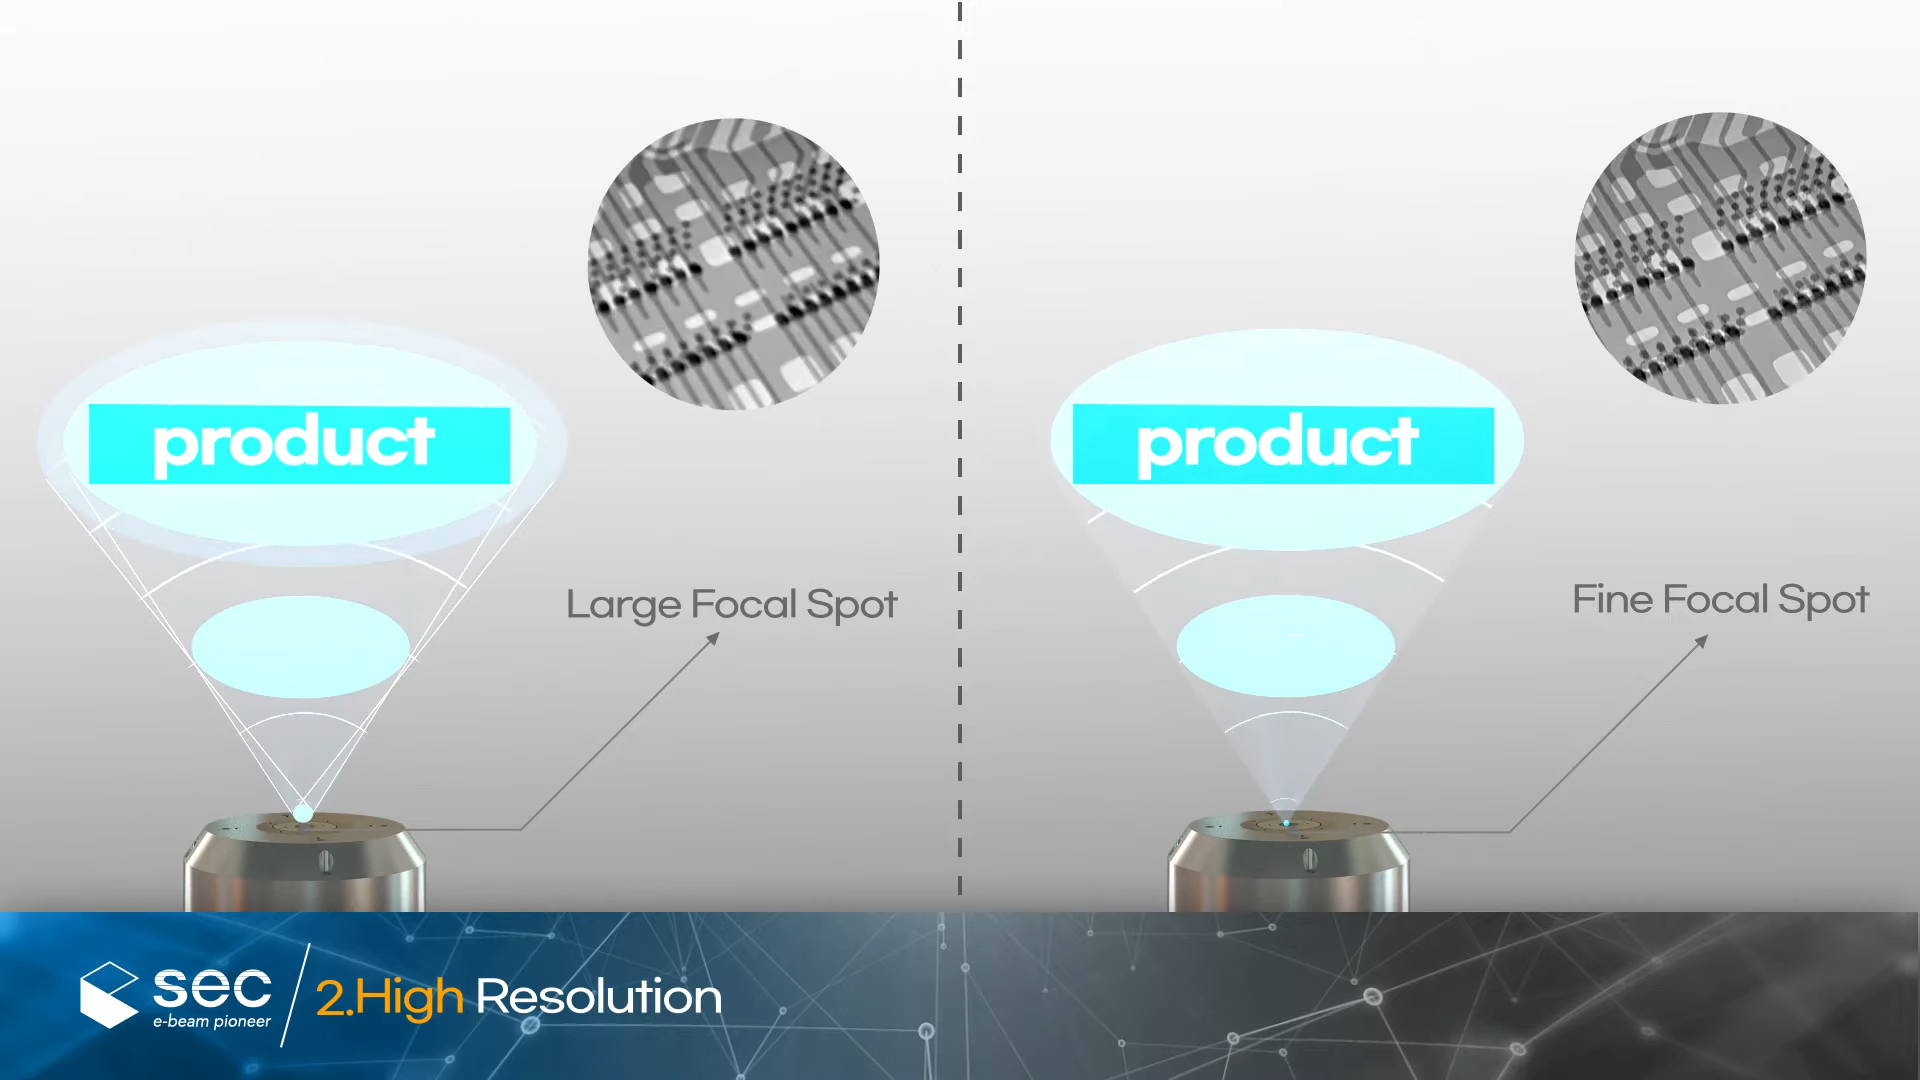 product
Large Focal Spot
product
Fine Focal Spot
sec
e-beam pioneer
2.High Resolution